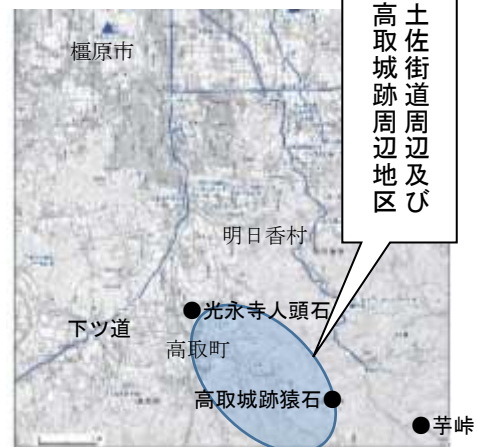 土佐街道周辺及び
高取城跡周辺地区
橿原市
明日香村
●光永寺人頭石
下ツ道
高取町
高取城跡猿石●
●芋峠